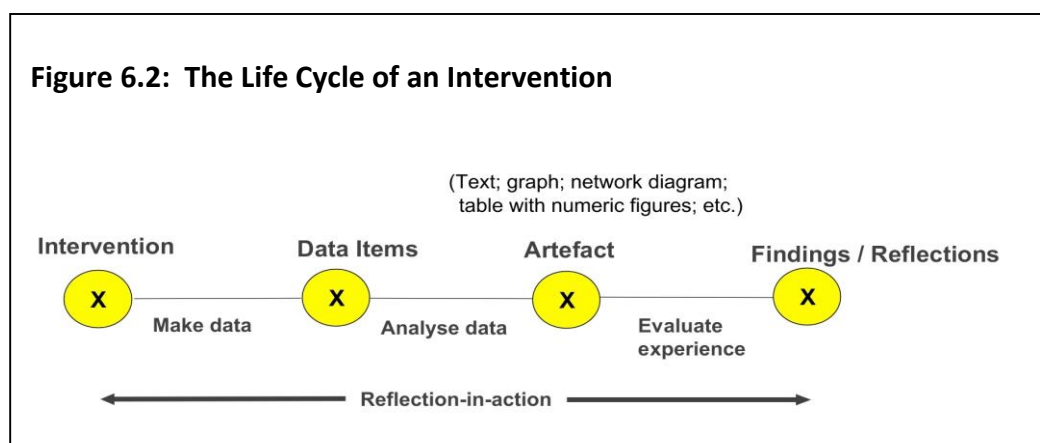 Figure 6.2: The Life Cycle of an Intervention
(Text; graph; network diagram;
table with numeric figures; etc.)
Intervention
Data Items
Artefact
Findings / Reflections
X
X
X
X
Make data
Analyse data
Evaluate
experience
Reflection-in-action